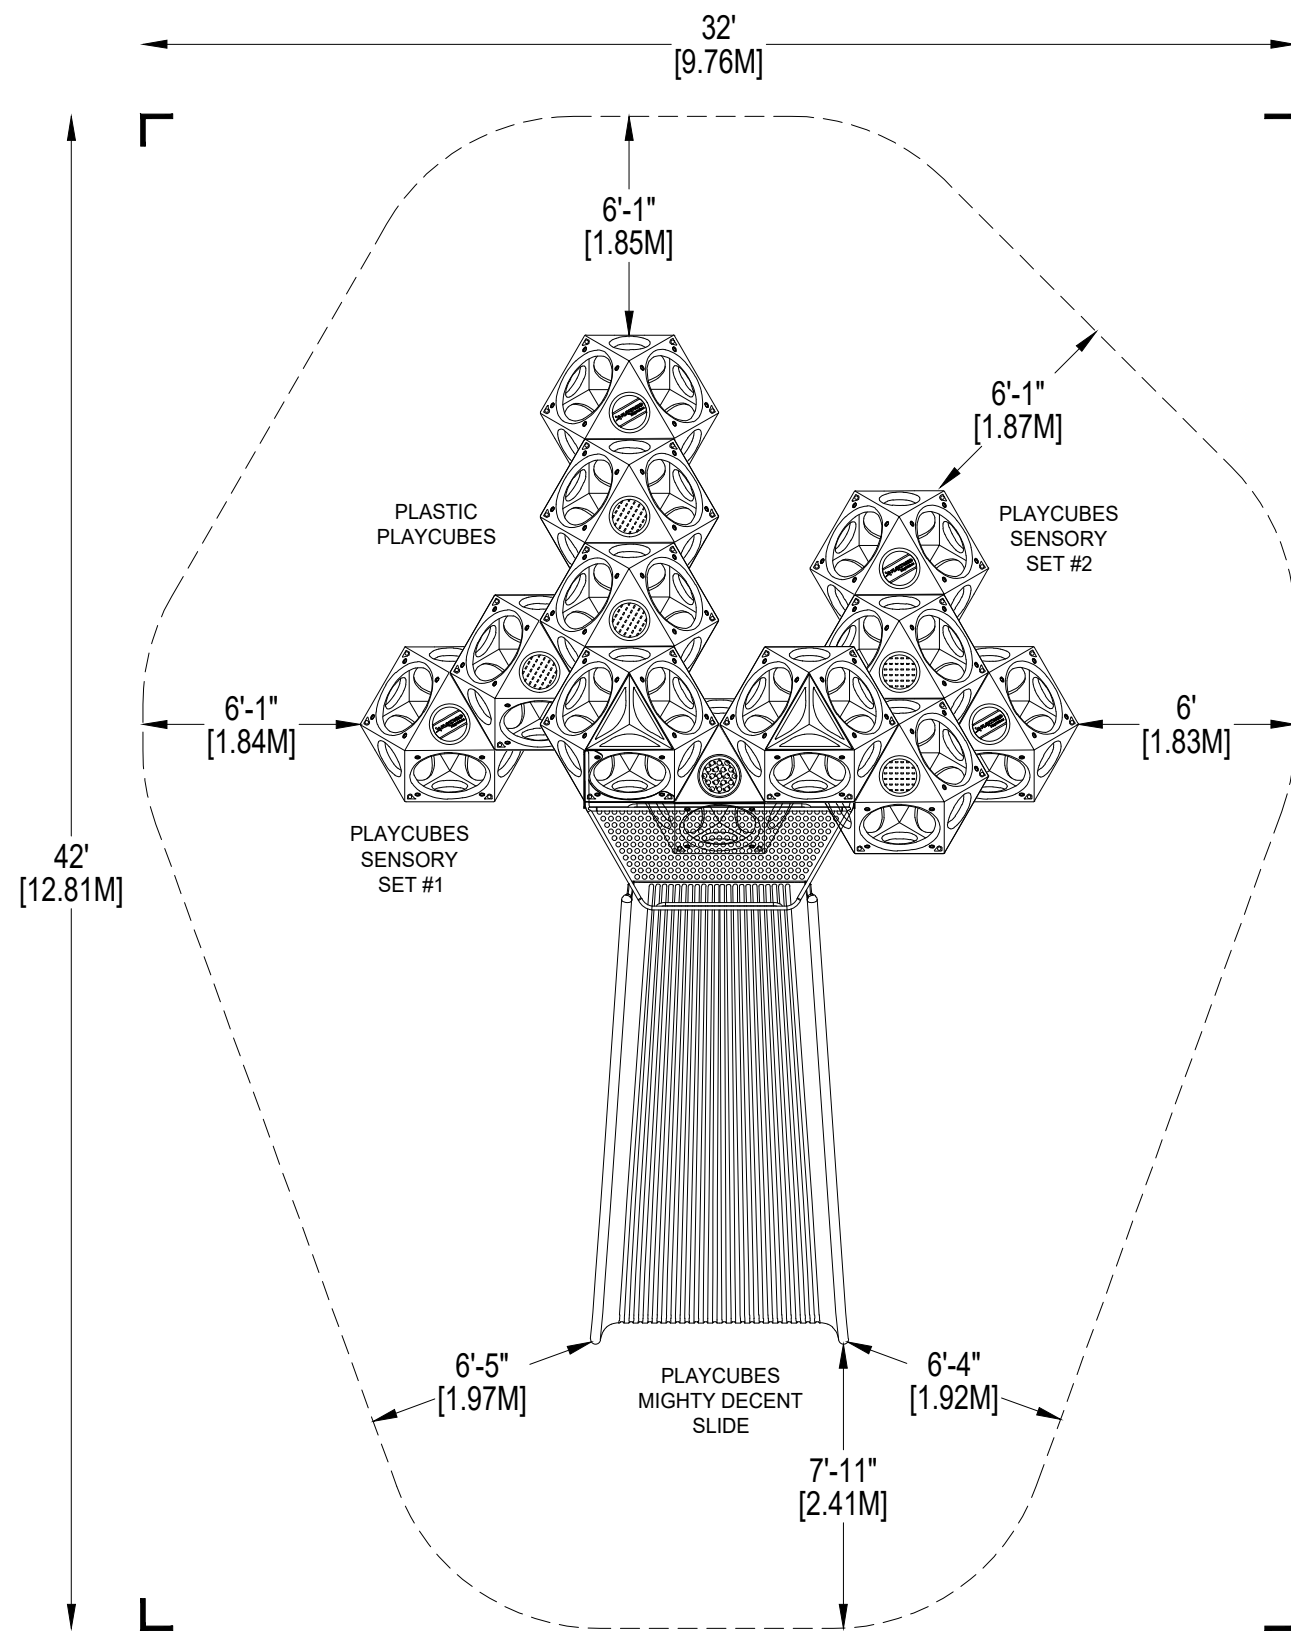 32'
[9.76M]
6'-1"
[1.85M]
6'-1"
[1.87M]
PLASTIC
PLAYCUBES
PLAYCUBES
SENSORY
SET #2
6'-1"
[1.84M]
6'
[1.83M]
PLAYCUBES
SENSORY
SET #1
42'
[12.81M]
6'-5"
[1.97M]
PLAYCUBES
MIGHTY DECENT
SLIDE
6'-4"
[1.92M]
7'-11"
[2.41M]